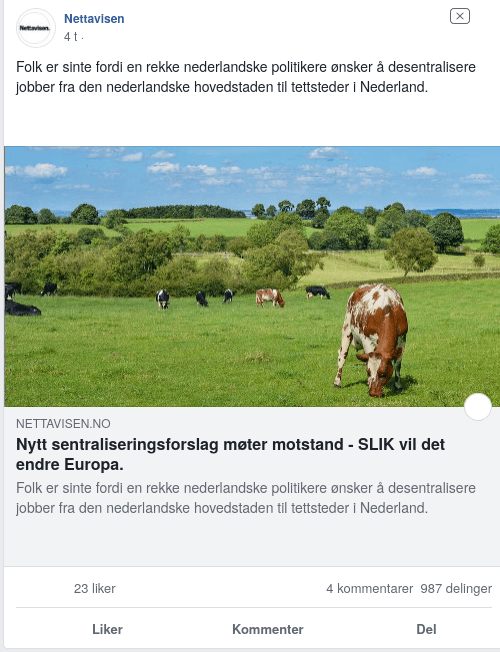 Nettavisen.
Nettavisen
4 t ·
Folk er sinte fordi en rekke nederlandske politikere ønsker å desentralisere
jobber fra den nederlandske hovedstaden til tettsteder i Nederland.
NETTAVISEN.NO
Nytt sentraliseringsforslag møter motstand - SLIK vil det
endre Europa.
Folk er sinte fordi en rekke nederlandske politikere ønsker å desentralisere
jobber fra den nederlandske hovedstaden til tettsteder i Nederland.
23 liker 4 kommentarer 987 delinger
Liker Kommenter Del